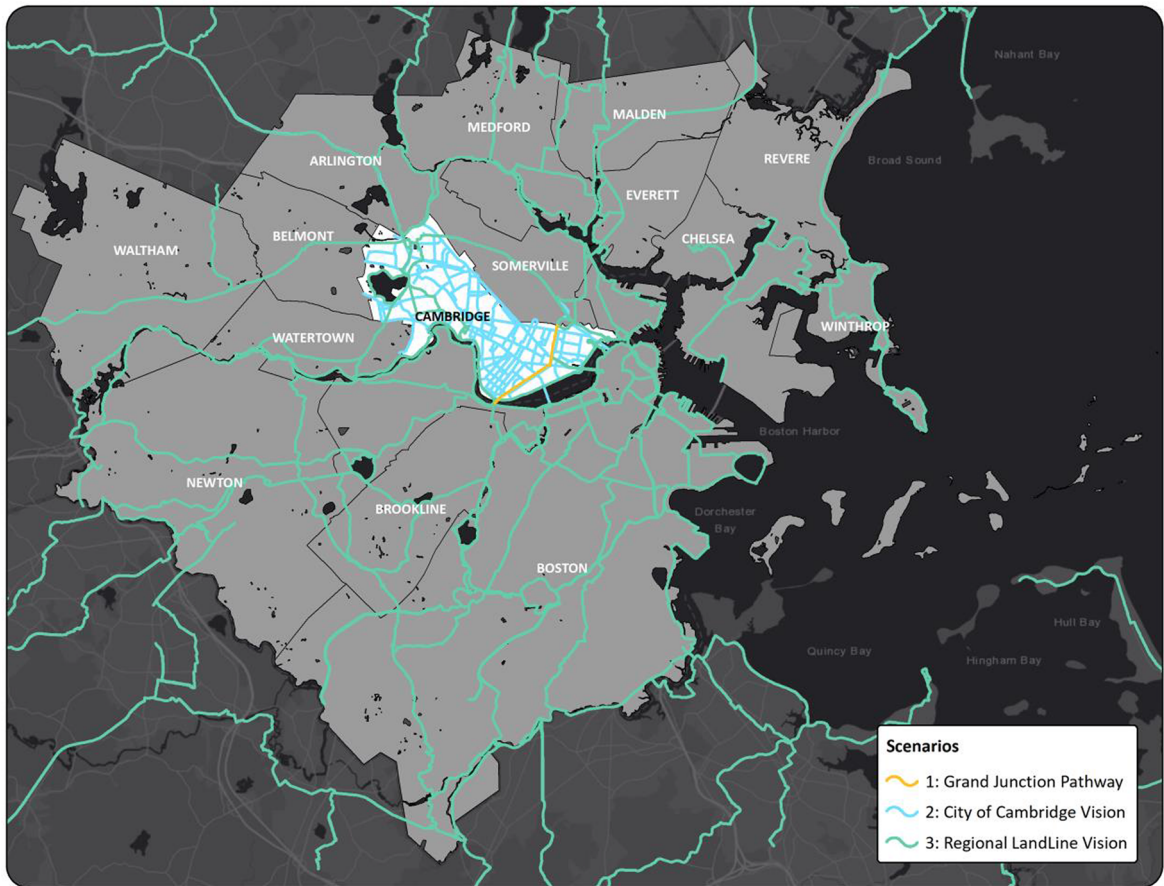 Nahant Bay
MALDEN
MEDFORD
ARLINGTON
REVERE
Broad Sound
EVERETT
BELMONT
CHELSEA
WALTHAM
SOMERVILLE
CAMBRIDGE
WINTHROP
WATERTOWN
Boston Harbor
NEWTON
BROOKLINE
Dorchester
Bay
BOSTON
Hull Bay
Quincy Bay
Hingham Bay
Scenarios
1: Grand Junction Pathway
2: City of Cambridge Vision
3: Regional LandLine Vision